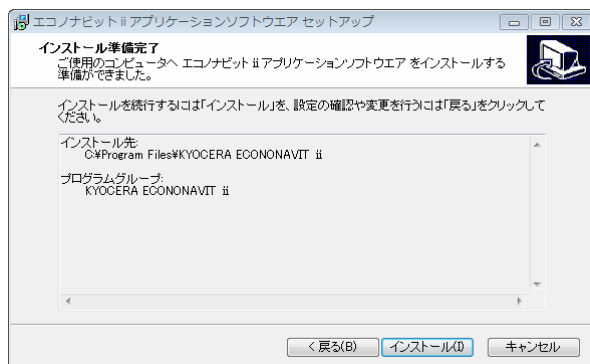 エコノナビットⅱアプリケーションソフトウエア セットアップ
インストール準備完了
ご使用のコンピュータへ エコノナビットⅱアプリケーションソフトウエア をインストールする
準備ができました。
インストールを続行するには「インストール」を、設定の確認や変更を行うには「戻る」をクリックして
ください。
インストール先:
C:¥Program Files¥KYOCERA ECONONAVIT ⅱ
プログラムグループ:
KYOCERA ECONONAVIT ⅱ
< 戻る(B)
インストール(I)
キャンセル